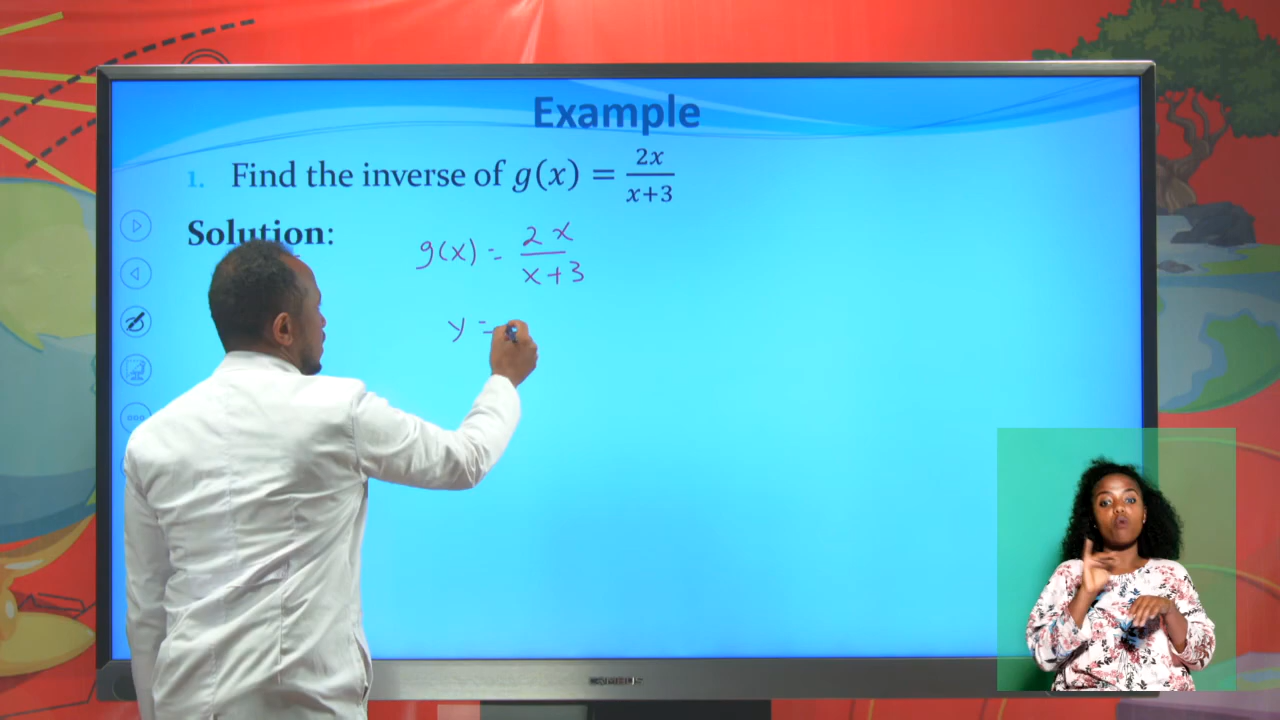 Example
1. Find the inverse of g(x) = 2x/x+3
Solution:
g(x) = 2x/x+3
y =